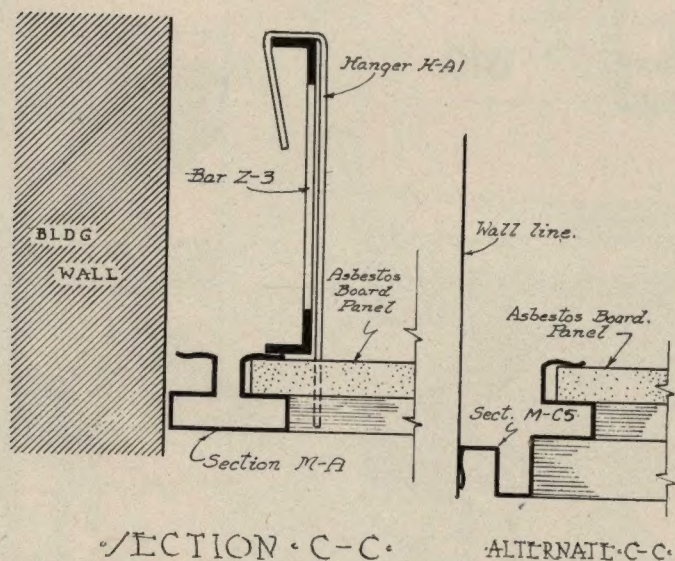 Hanger H-A1
Bar Z-3
BLDG
WALL
Wall line.
Asbestos
Board
Panel
Asbestos Board.
Panel
Sect. M-C5
Section M-A
·SECTION · C-C·
·ALTERNATE·C-C·